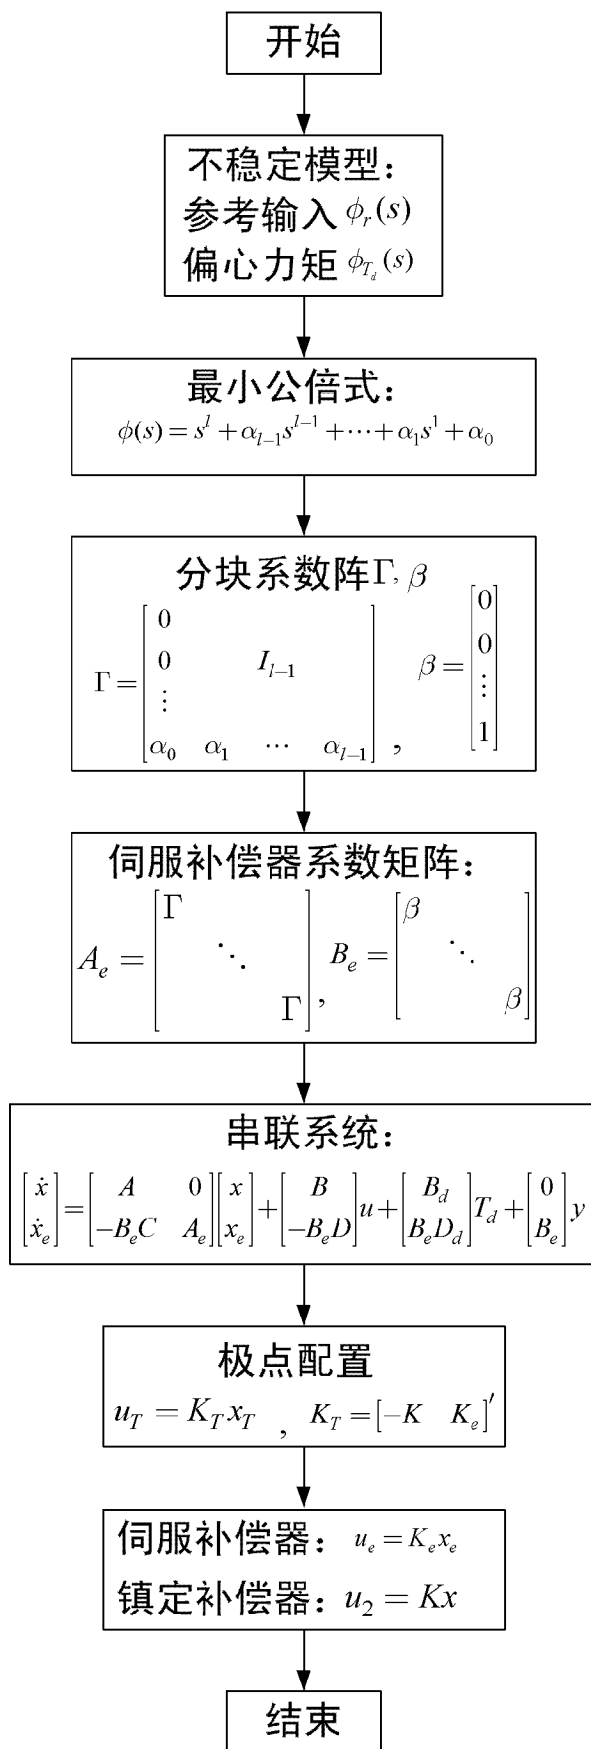 开始
不稳定模型：
参考输入 ϕ_r(s)
偏心力矩 ϕ_{T_d}(s)
最小公倍式：
ϕ(s) = s^l + α_{l−1}s^{l−1} + ⋯ + α_1s^1 + α_0
分块系数阵Γ, β
Γ = [0; 0 I_{l−1}; ⋮; α_0 α_1 ⋯ α_{l−1}] , β = [0; 0; ⋮; 1]
伺服补偿器系数矩阵：
A_e = [Γ ⋱ Γ], B_e = [β ⋱ β]
串联系统：
[ẋ; ẋ_e] = [A 0; −B_eC A_e][x; x_e] + [B; −B_eD]u + [B_d; B_eD_d]T_d + [0; B_e]y
极点配置
u_T = K_T x_T , K_T = [−K K_e]′
伺服补偿器： u_e = K_e x_e
镇定补偿器： u_2 = Kx
结束